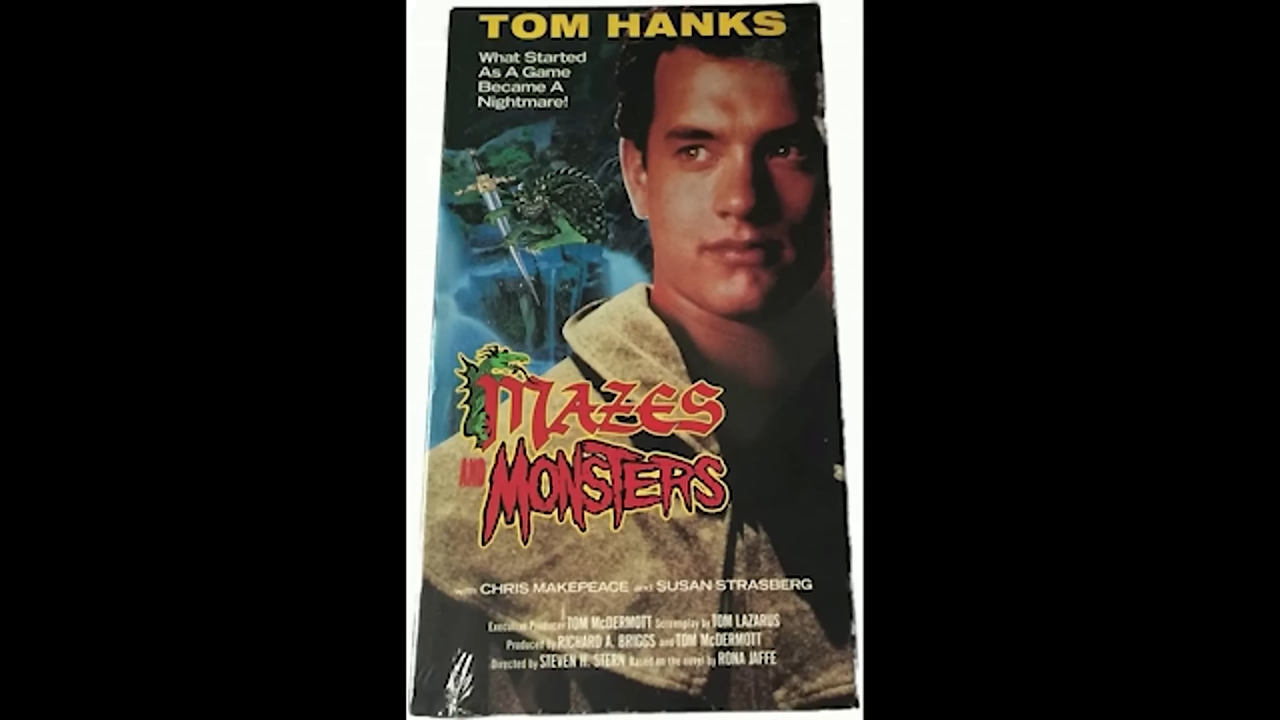 TOM HANKS
What Started
As A Game
Became A
Nightmare!
MAZES
AND MONSTERS
with CHRIS MAKEPEACE and SUSAN STRASBERG
Executive Producer TOM McDERMOTT Screenplay by TOM LAZARUS
Produced by RICHARD A. BRIGGS and TOM McDERMOTT
Directed by STEVEN H. STERN Based on the novel by RONA JAFFE